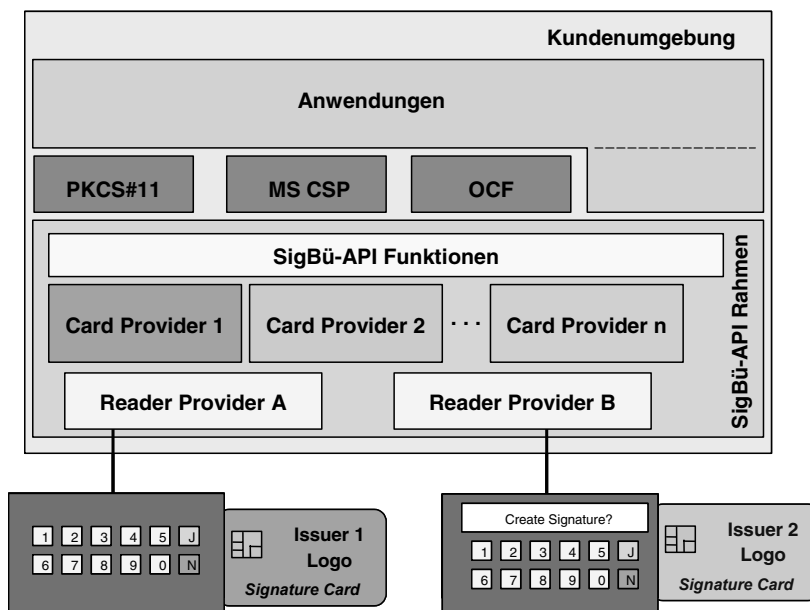 Kundenumgebung
Anwendungen
PKCS#11
MS CSP
OCF
SigBü-API Funktionen
Card Provider 1
Card Provider 2
. . .
Card Provider n
SigBü-API Rahmen
Reader Provider A
Reader Provider B
1 2 3 4 5 J
6 7 8 9 0 N
Issuer 1
Logo
Signature Card
Create Signature?
1 2 3 4 5 J
6 7 8 9 0 N
Issuer 2
Logo
Signature Card